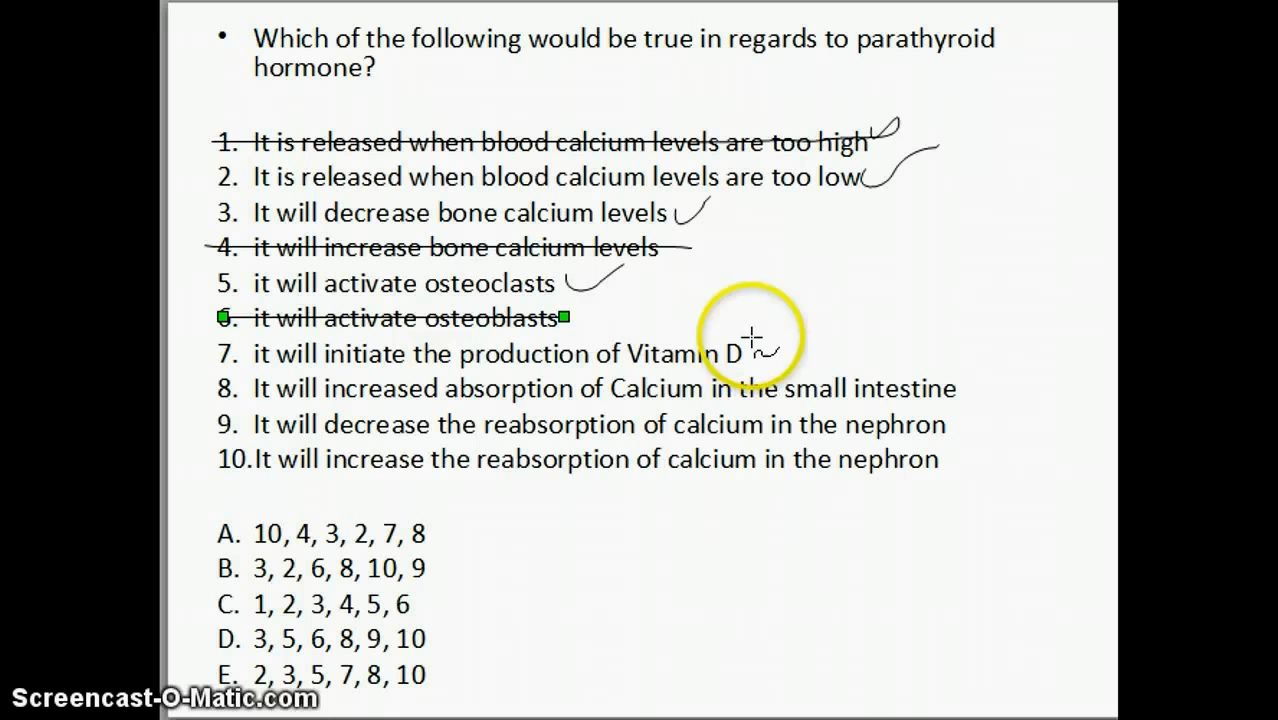 • Which of the following would be true in regards to parathyroid
hormone?
1. It is released when blood calcium levels are too high
2. It is released when blood calcium levels are too low
3. It will decrease bone calcium levels
4. it will increase bone calcium levels
5. it will activate osteoclasts
6. it will activate osteoblasts
7. it will initiate the production of Vitamin D
8. It will increased absorption of Calcium in the small intestine
9. It will decrease the reabsorption of calcium in the nephron
10.It will increase the reabsorption of calcium in the nephron
A. 10, 4, 3, 2, 7, 8
B. 3, 2, 6, 8, 10, 9
C. 1, 2, 3, 4, 5, 6
D. 3, 5, 6, 8, 9, 10
E. 2, 3, 5, 7, 8, 10
Screencast-O-Matic.com